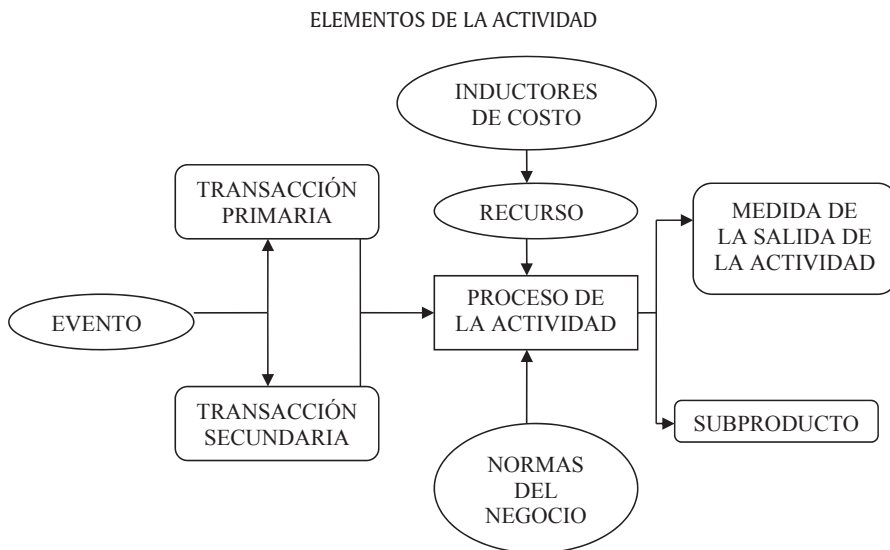 ELEMENTOS DE LA ACTIVIDAD
INDUCTORES
DE COSTO
TRANSACCIÓN
PRIMARIA
RECURSO
MEDIDA DE
LA SALIDA DE
LA ACTIVIDAD
EVENTO
PROCESO DE
LA ACTIVIDAD
TRANSACCIÓN
SECUNDARIA
SUBPRODUCTO
NORMAS
DEL
NEGOCIO